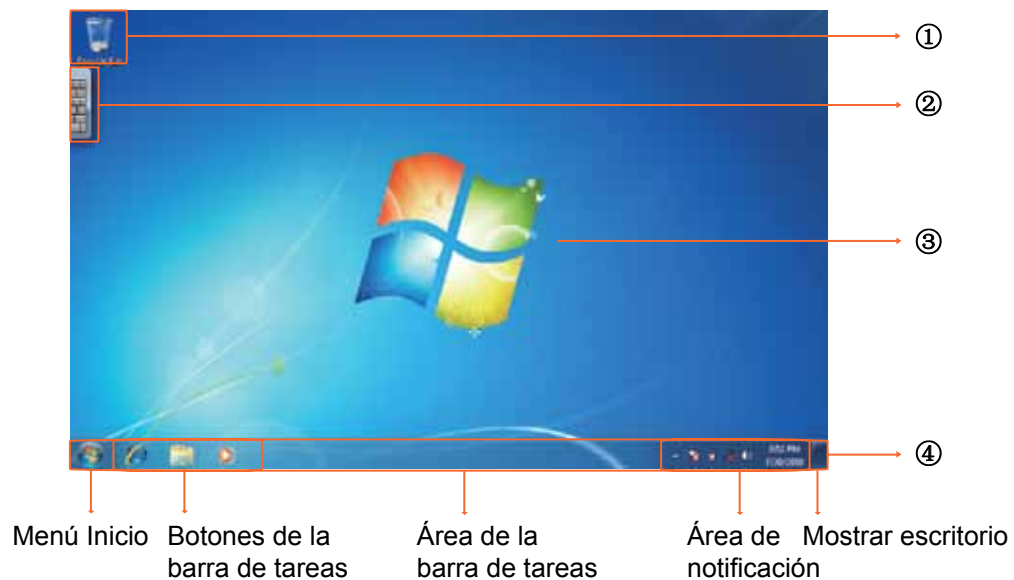 ①
②
③
④
Menú Inicio
Botones de la
barra de tareas
Área de la
barra de tareas
Área de
notificación
Mostrar escritorio